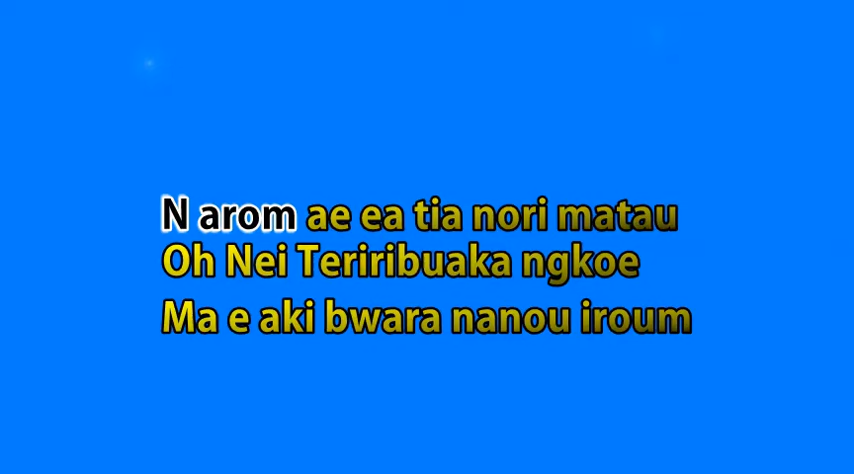 N arom ae ea tia nori matau
Oh Nei Teriribuaka ngkoe
Ma e aki bwara nanou iroum